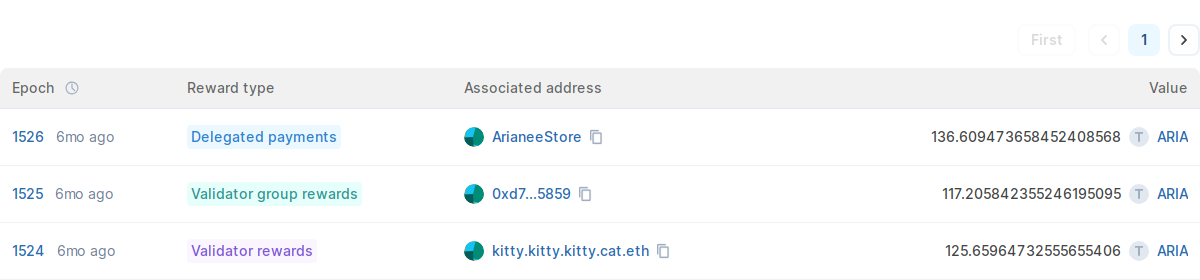 First 1
Epoch Reward type Associated address Value
1526 6mo ago Delegated payments ArianeeStore 136.609473658452408568 T ARIA
1525 6mo ago Validator group rewards 0xd7...5859 117.205842355246195095 T ARIA
1524 6mo ago Validator rewards kitty.kitty.kitty.cat.eth 125.65964732555655406 T ARIA